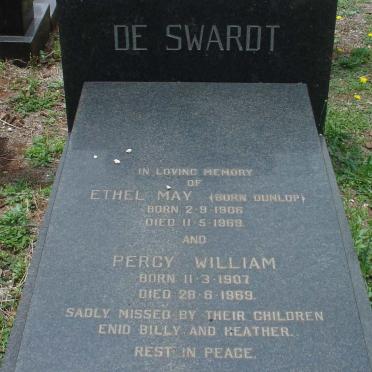 DE SWARDT
IN LOVING MEMORY
OF
ETHEL MAY (BORN DUNLOP)
BORN 2-9-1906
DIED 11-5-1969
AND
PERCY WILLIAM
BORN 11-3-1907
DIED 28-6-1969.
SADLY MISSED BY THEIR CHILDREN
ENID BILLY AND HEATHER.
REST IN PEACE.